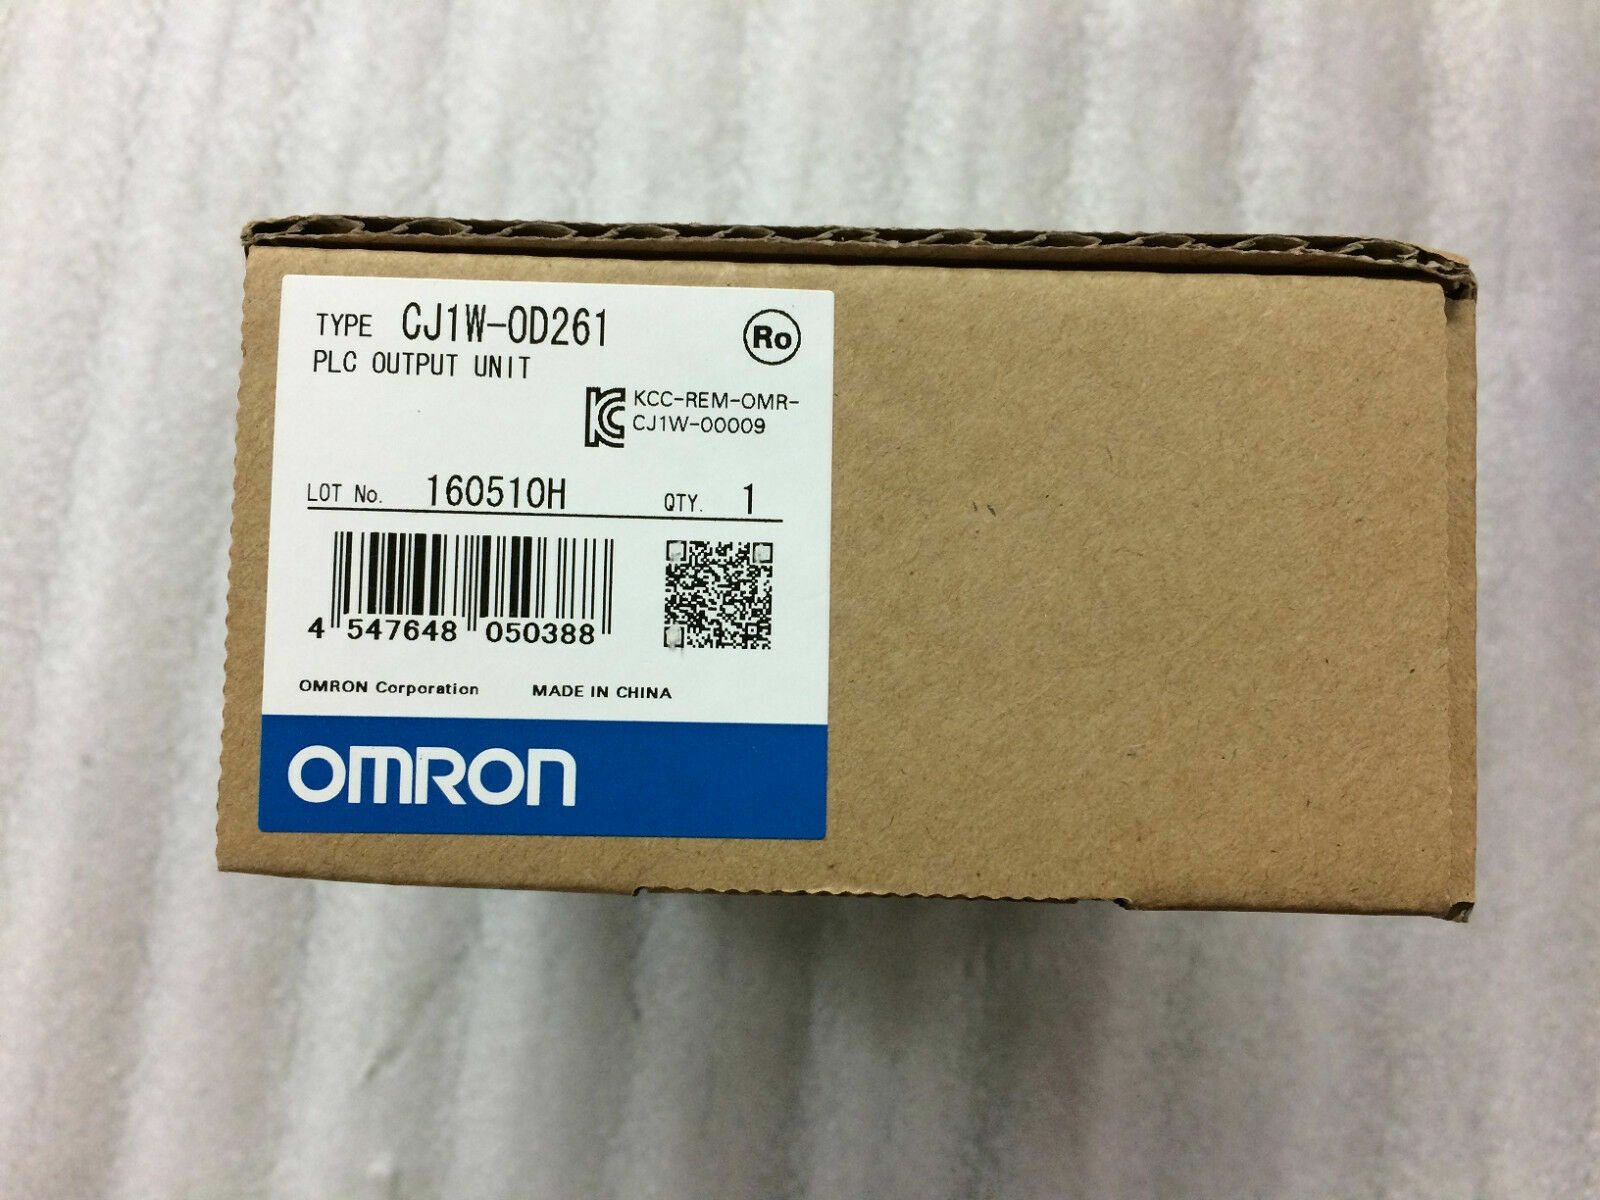 TYPE CJ1W-OD261
Ro
PLC OUTPUT UNIT
KCC-REM-OMR-
CJ1W-00009
LOT No. 160510H QTY. 1
4 547648 050388
OMRON Corporation MADE IN CHINA
OMRON